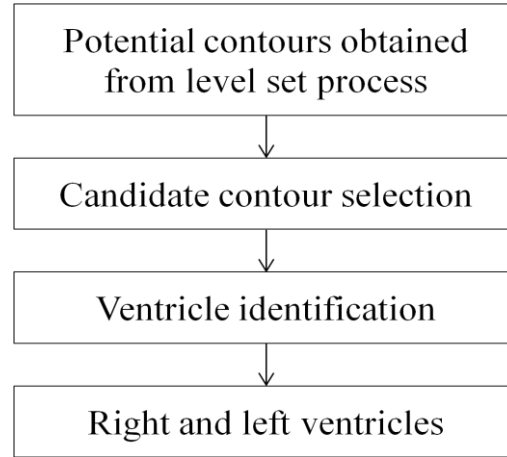 Potential contours obtained
from level set process
Candidate contour selection
Ventricle identification
Right and left ventricles